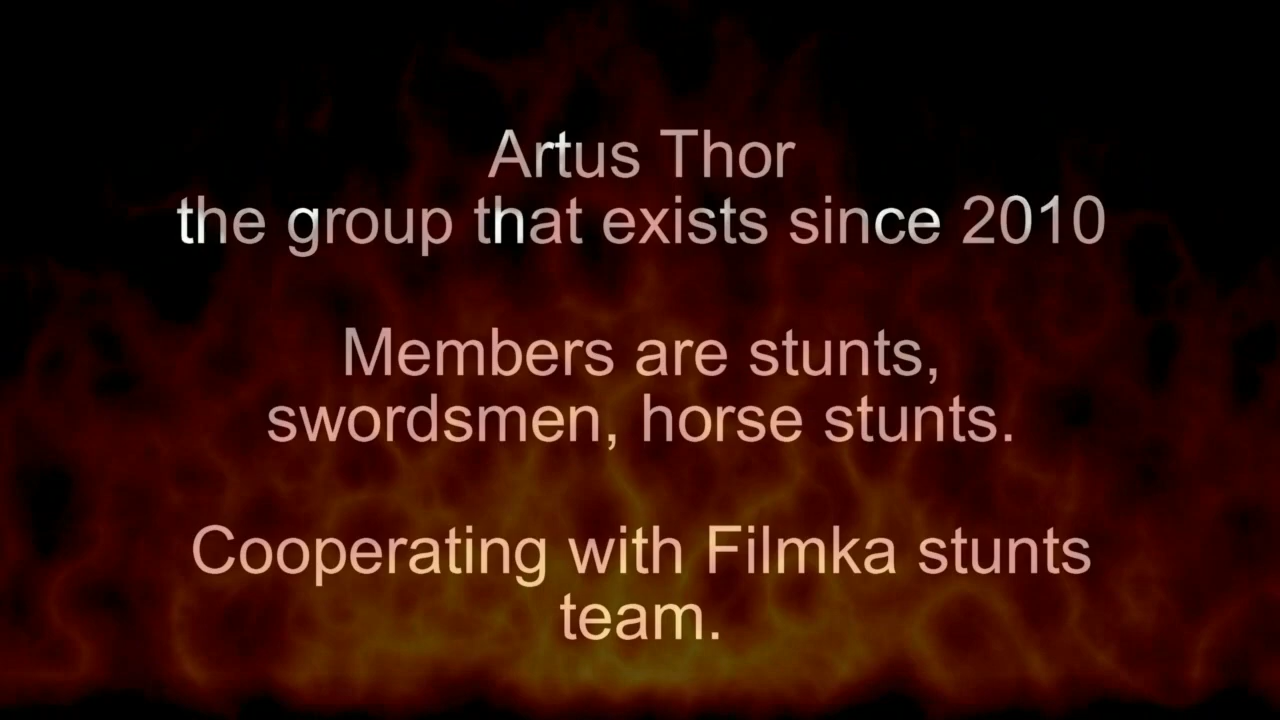 Artus Thor
the group that exists since 2010
Members are stunts,
swordsmen, horse stunts.
Cooperating with Filmka stunts
team.